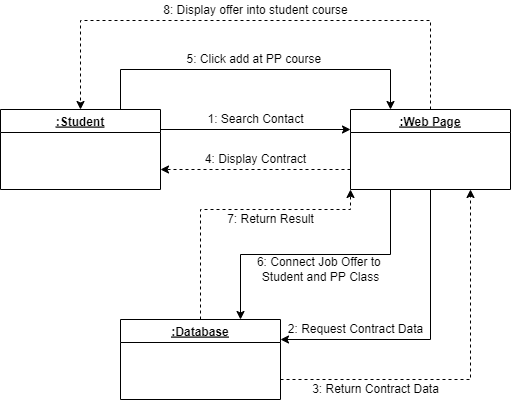 8: Display offer into student course
5: Click add at PP course
:Student
1: Search Contact
:Web Page
4: Display Contract
7: Return Result
6: Connect Job Offer to
Student and PP Class
:Database
2: Request Contract Data
3: Return Contract Data